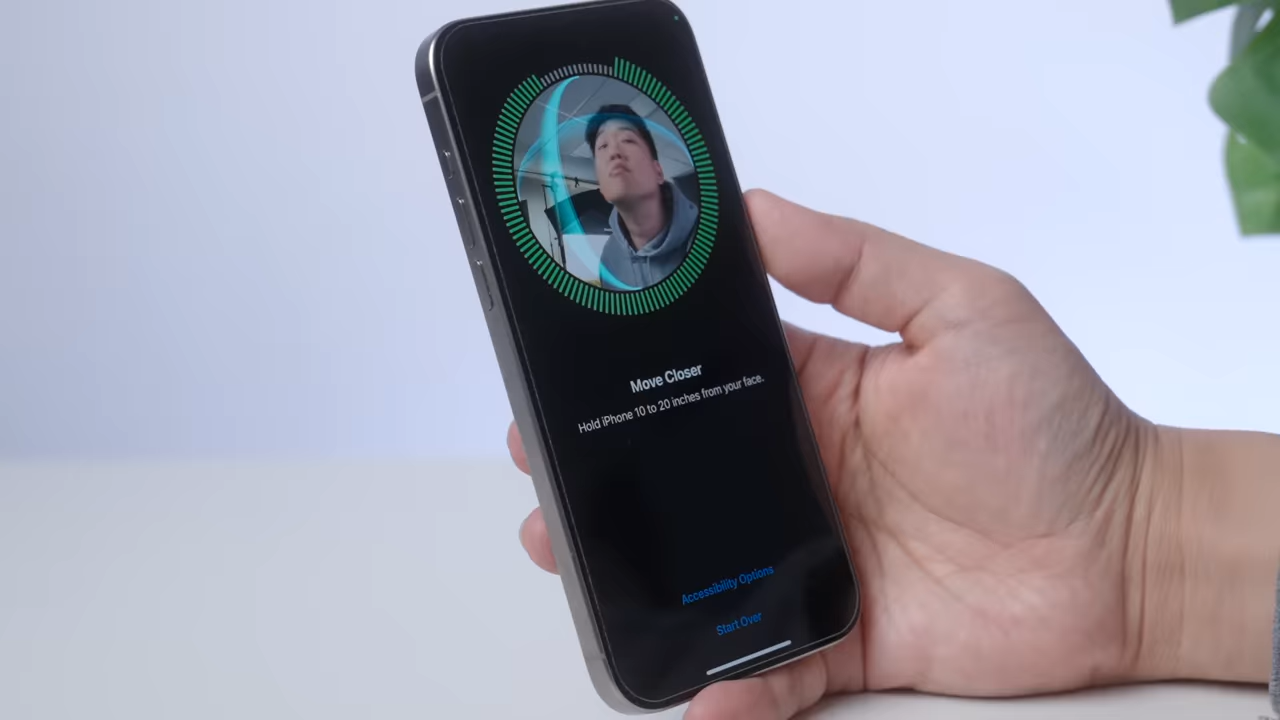 Move Closer
Hold iPhone 10 to 20 inches from your face.
Accessibility Options
Start Over